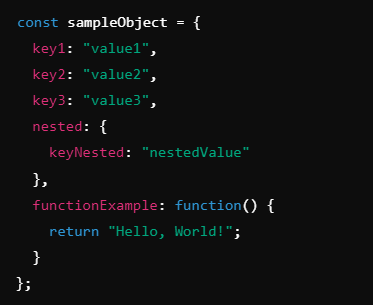 const sampleObject = {
  key1: "value1",
  key2: "value2",
  key3: "value3",
  nested: {
    keyNested: "nestedValue"
  },
  functionExample: function() {
    return "Hello, World!";
  }
};